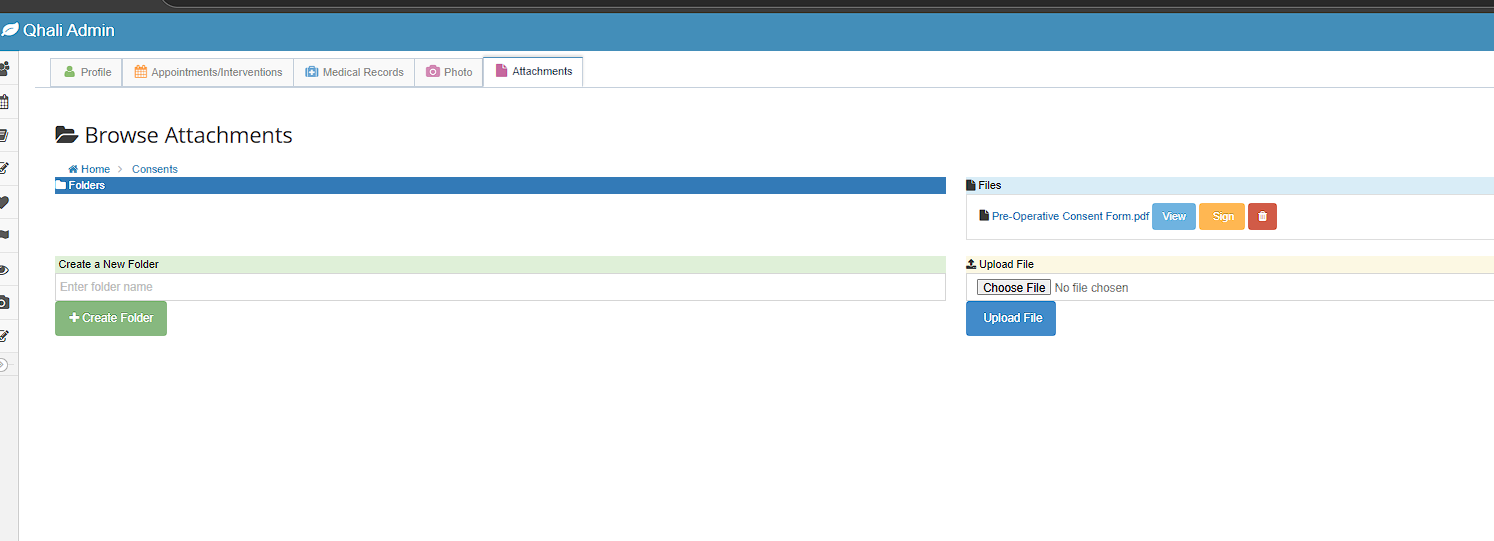 Qhali Admin
Profile
Appointments/Interventions
Medical Records
Photo
Attachments
Browse Attachments
Home
Consents
Folders
Files
Pre-Operative Consent Form.pdf View Sign
Create a New Folder
Enter folder name
Create Folder
Upload File
Choose File No file chosen
Upload File